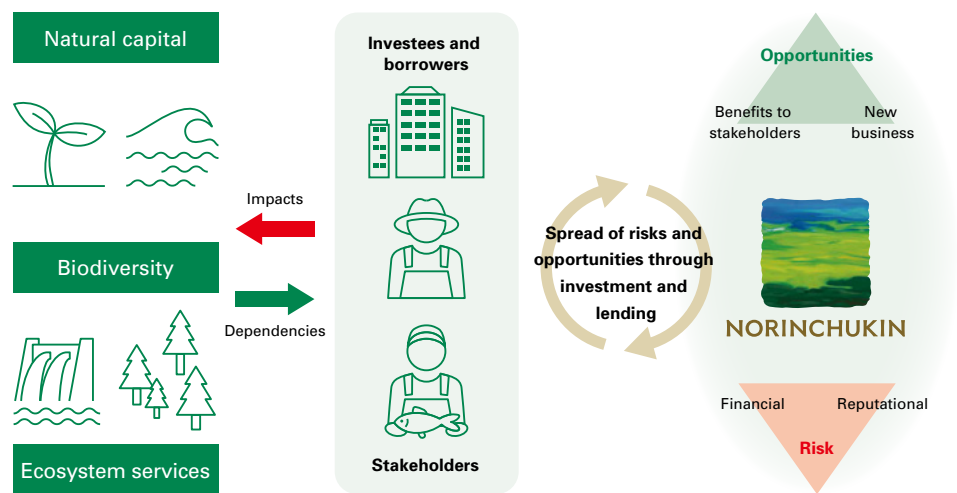 Natural capital
Biodiversity
Ecosystem services
Impacts
Dependencies
Investees and
borrowers
Stakeholders
Spread of risks and
opportunities through
investment and
lending
Opportunities
Benefits to
stakeholders
New
business
NORINCHUKIN
Financial
Reputational
Risk